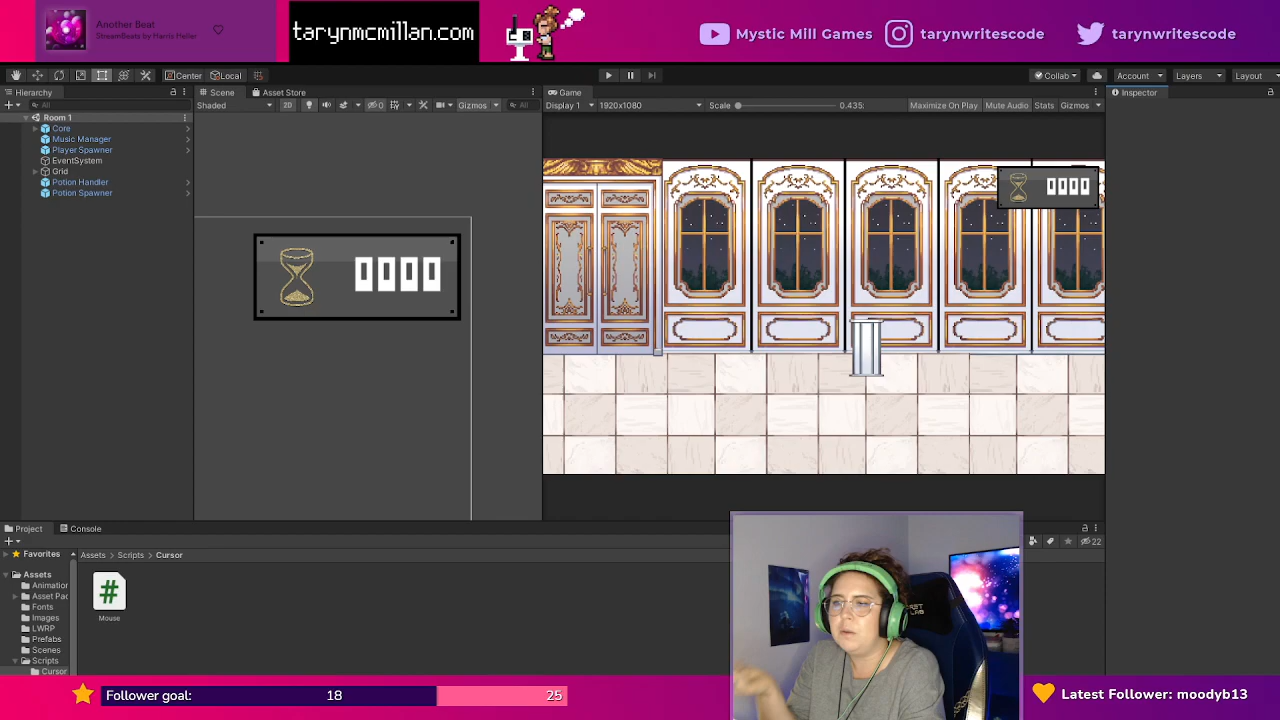 Another Beat
StreamBeats by Harris Heller
tarynmcmillan.com
Mystic Mill Games
tarynwritescode
tarynwritescode
Center
Local
Collab
Account
Layers
Layout
Hierarchy
Scene
Asset Store
Game
Inspector
All
Shaded
2D
0
Gizmos
All
Display 1
1920x1080
Scale
0.435
Maximize On Play
Mute Audio
Stats
Gizmos
Room 1
Core
Music Manager
Player Spawner
EventSystem
Grid
Potion Handler
Potion Spawner
0000
0000
Project
Console
22
Favorites
Assets
Scripts
Cursor
Assets
Animation
Asset Pac
Fonts
Images
LWRP
Prefabs
Scenes
Scripts
Cursor
#
Mouse
Follower goal:
18
25
Latest Follower: moodyb13